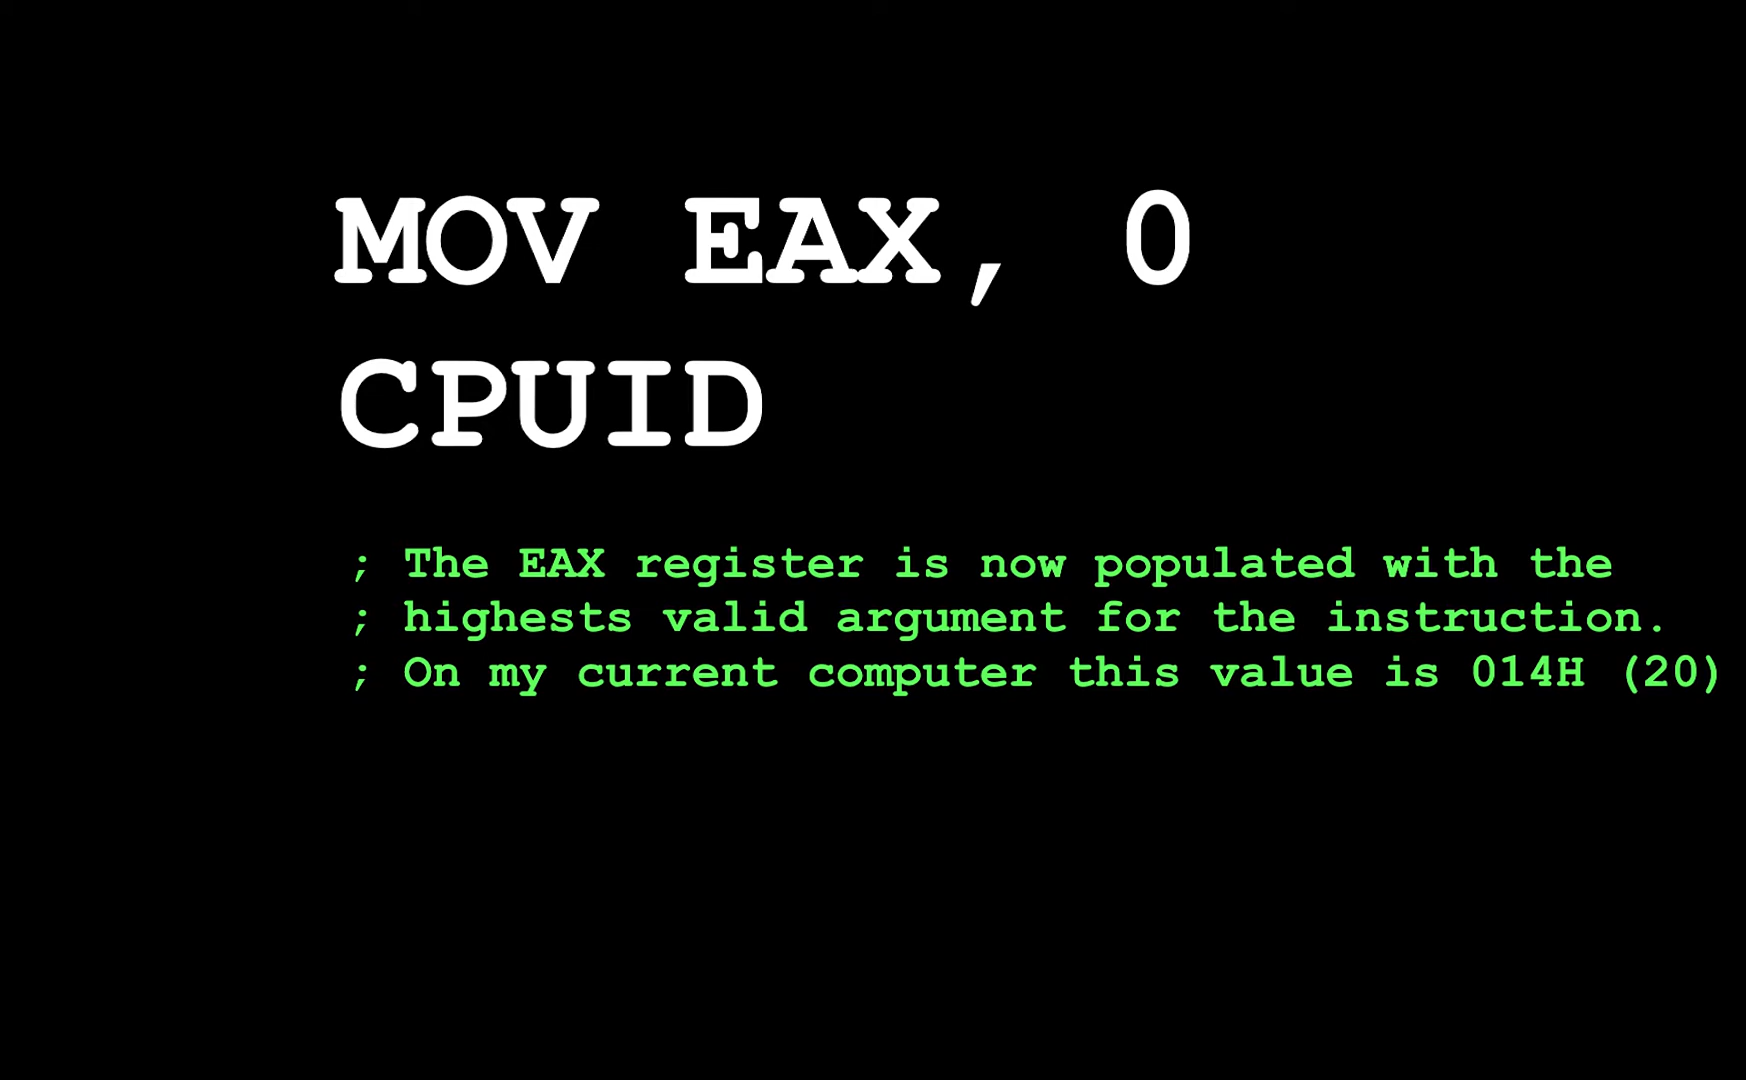 MOV EAX, 0
CPUID
; The EAX register is now populated with the
; highests valid argument for the instruction.
; On my current computer this value is 014H (20)